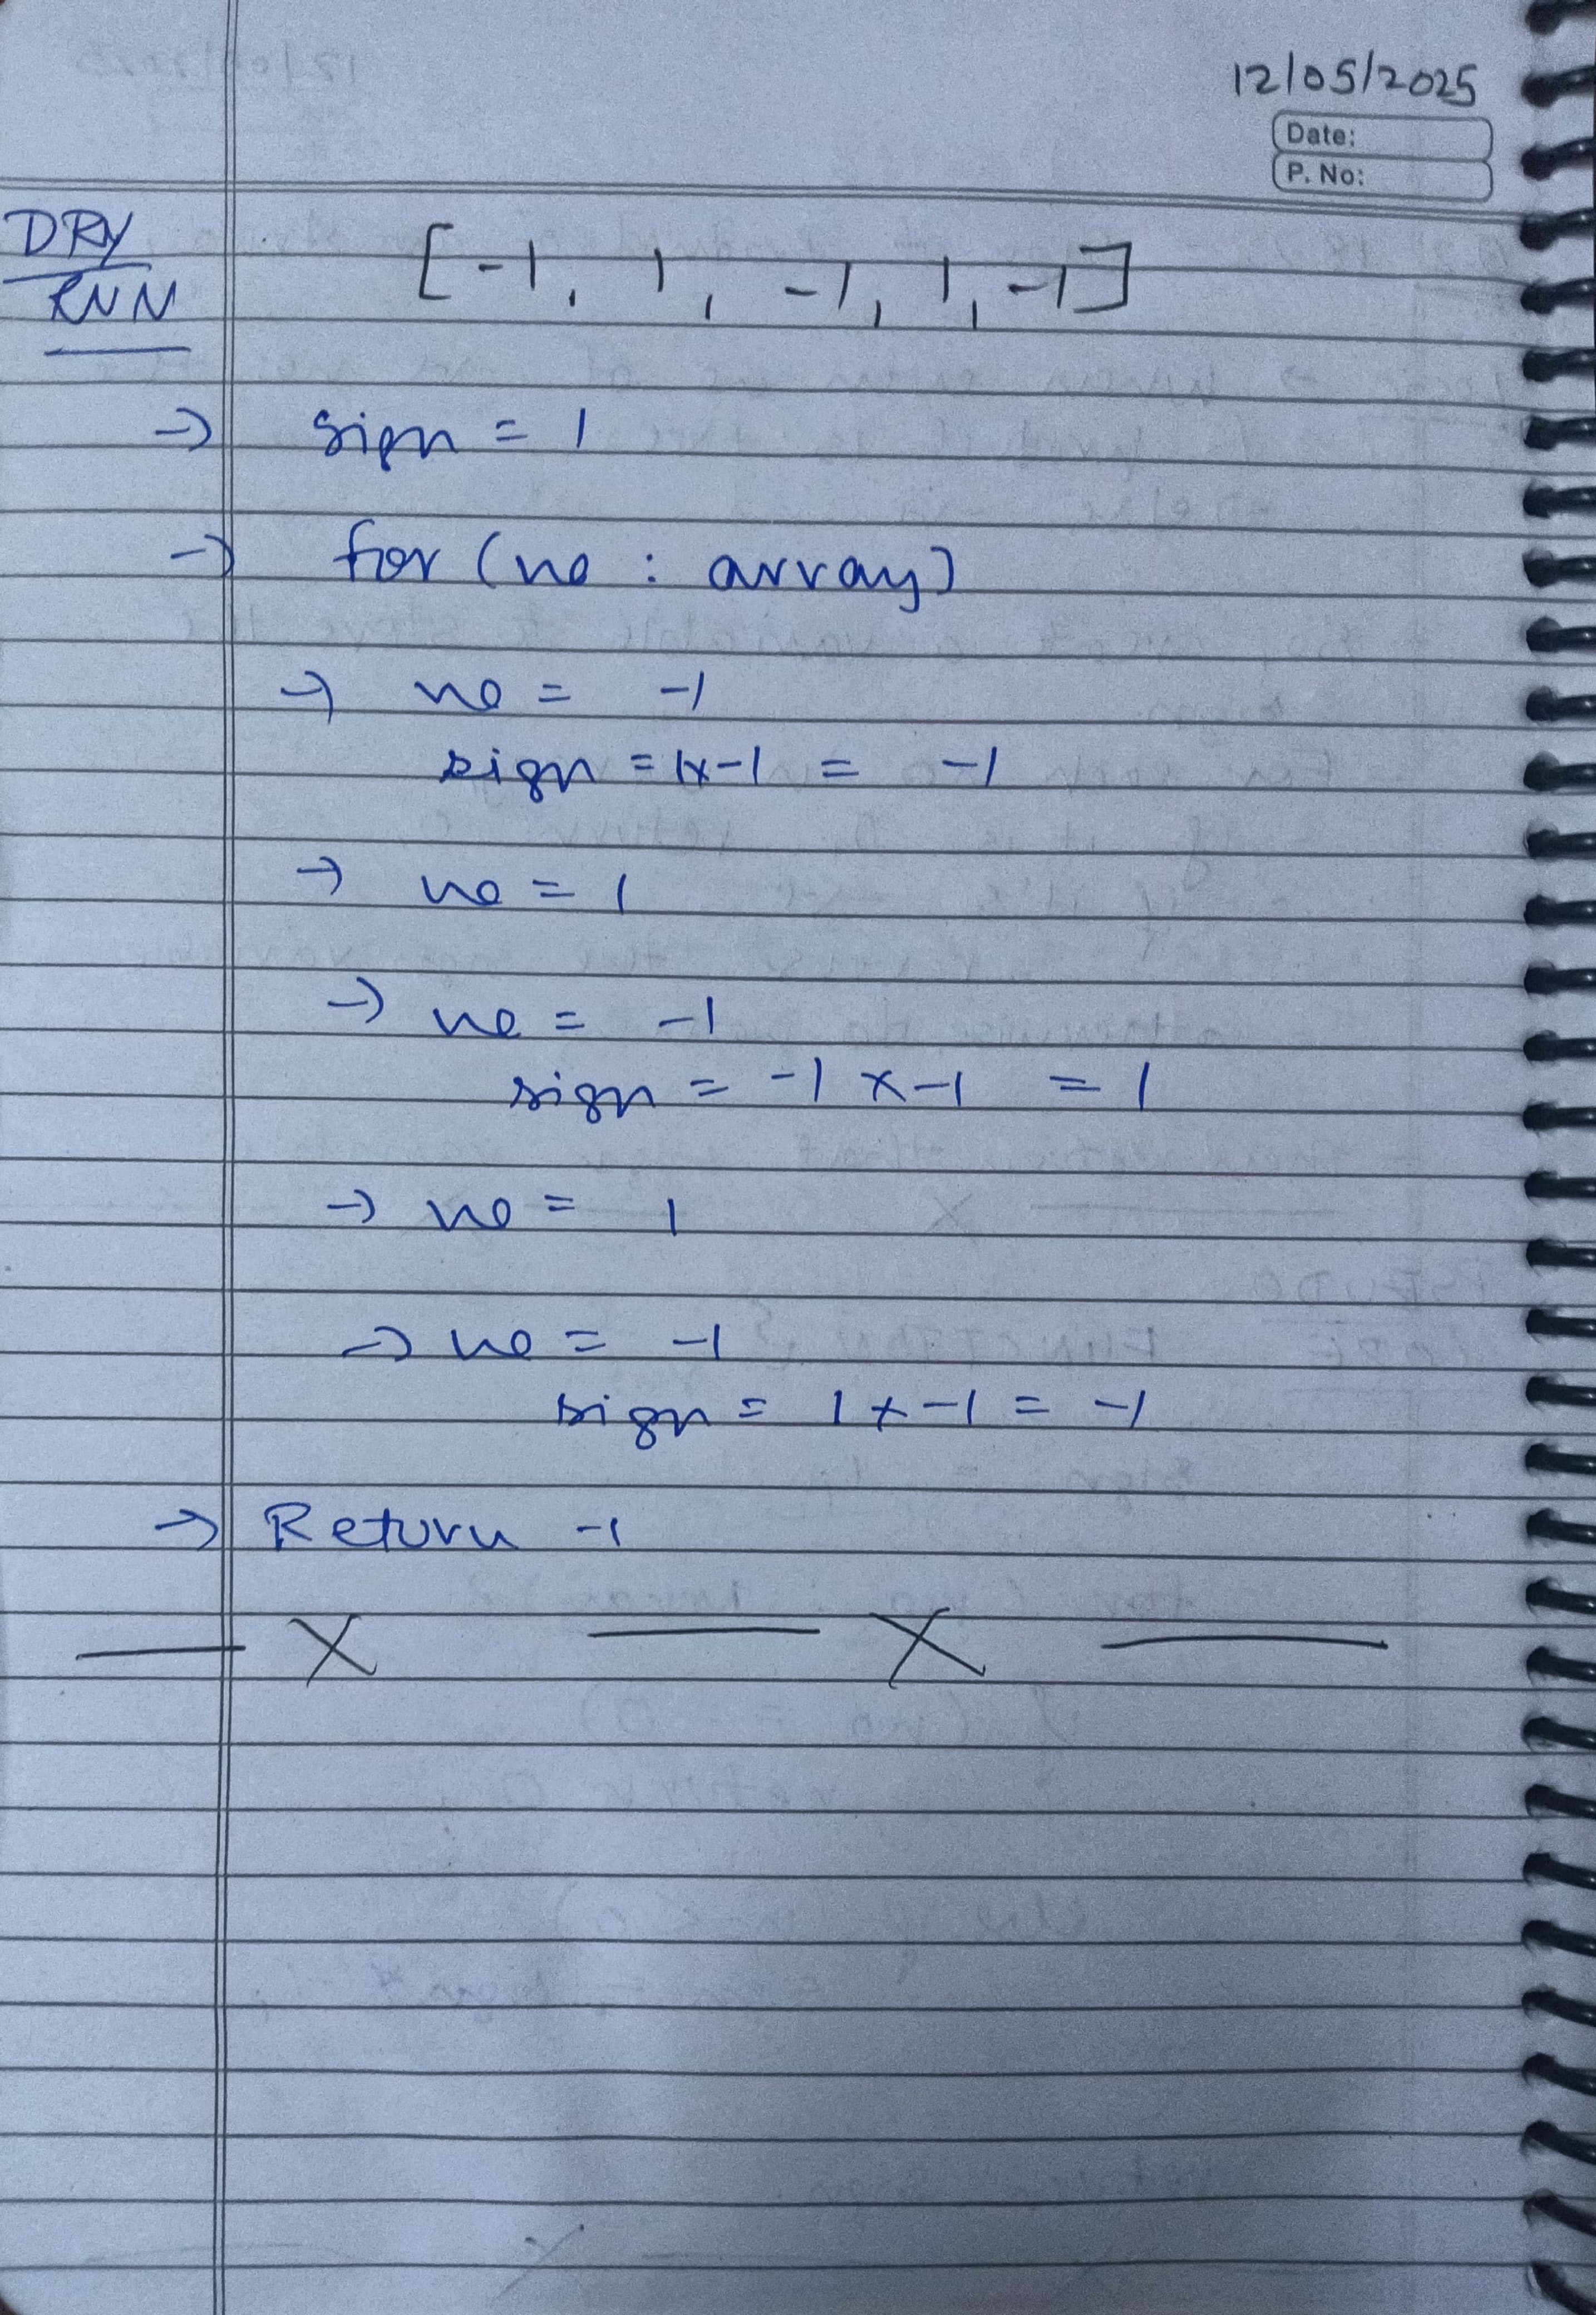 12/05/2025
Date:
P. No:
DRY
RUN
[-1, 1, -1, 1, -1]
→ sign = 1
→ for (no : array)
→ no = -1
sign = 1x-1 = -1
→ no = 1
→ no = -1
sign = -1 x -1 = 1
→ no = 1
→ no = -1
sign = 1 x -1 = -1
→ Return -1
— X — X —